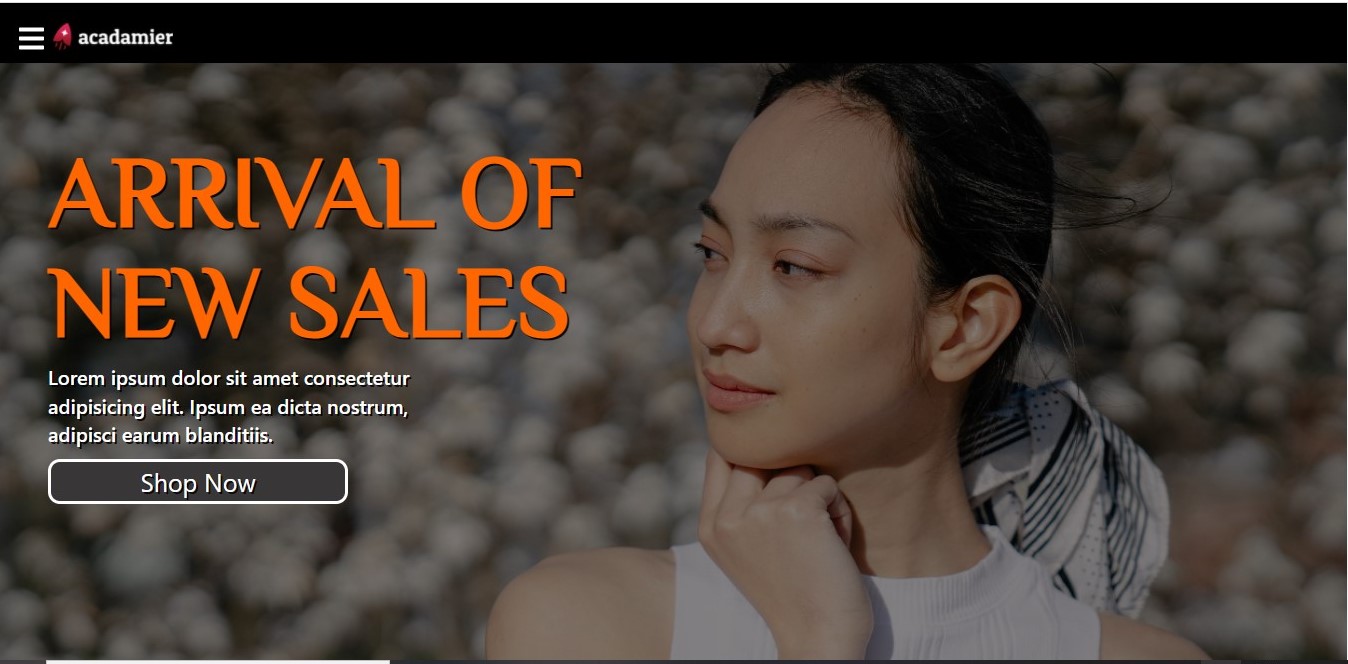 acadamier
ARRIVAL OF
NEW SALES
Lorem ipsum dolor sit amet consectetur
adipisicing elit. Ipsum ea dicta nostrum,
adipisci earum blanditiis.
Shop Now